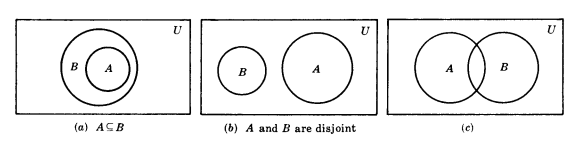 U
B A
(a) A ⊆ B
U
B A
(b) A and B are disjoint
U
A B
(c)